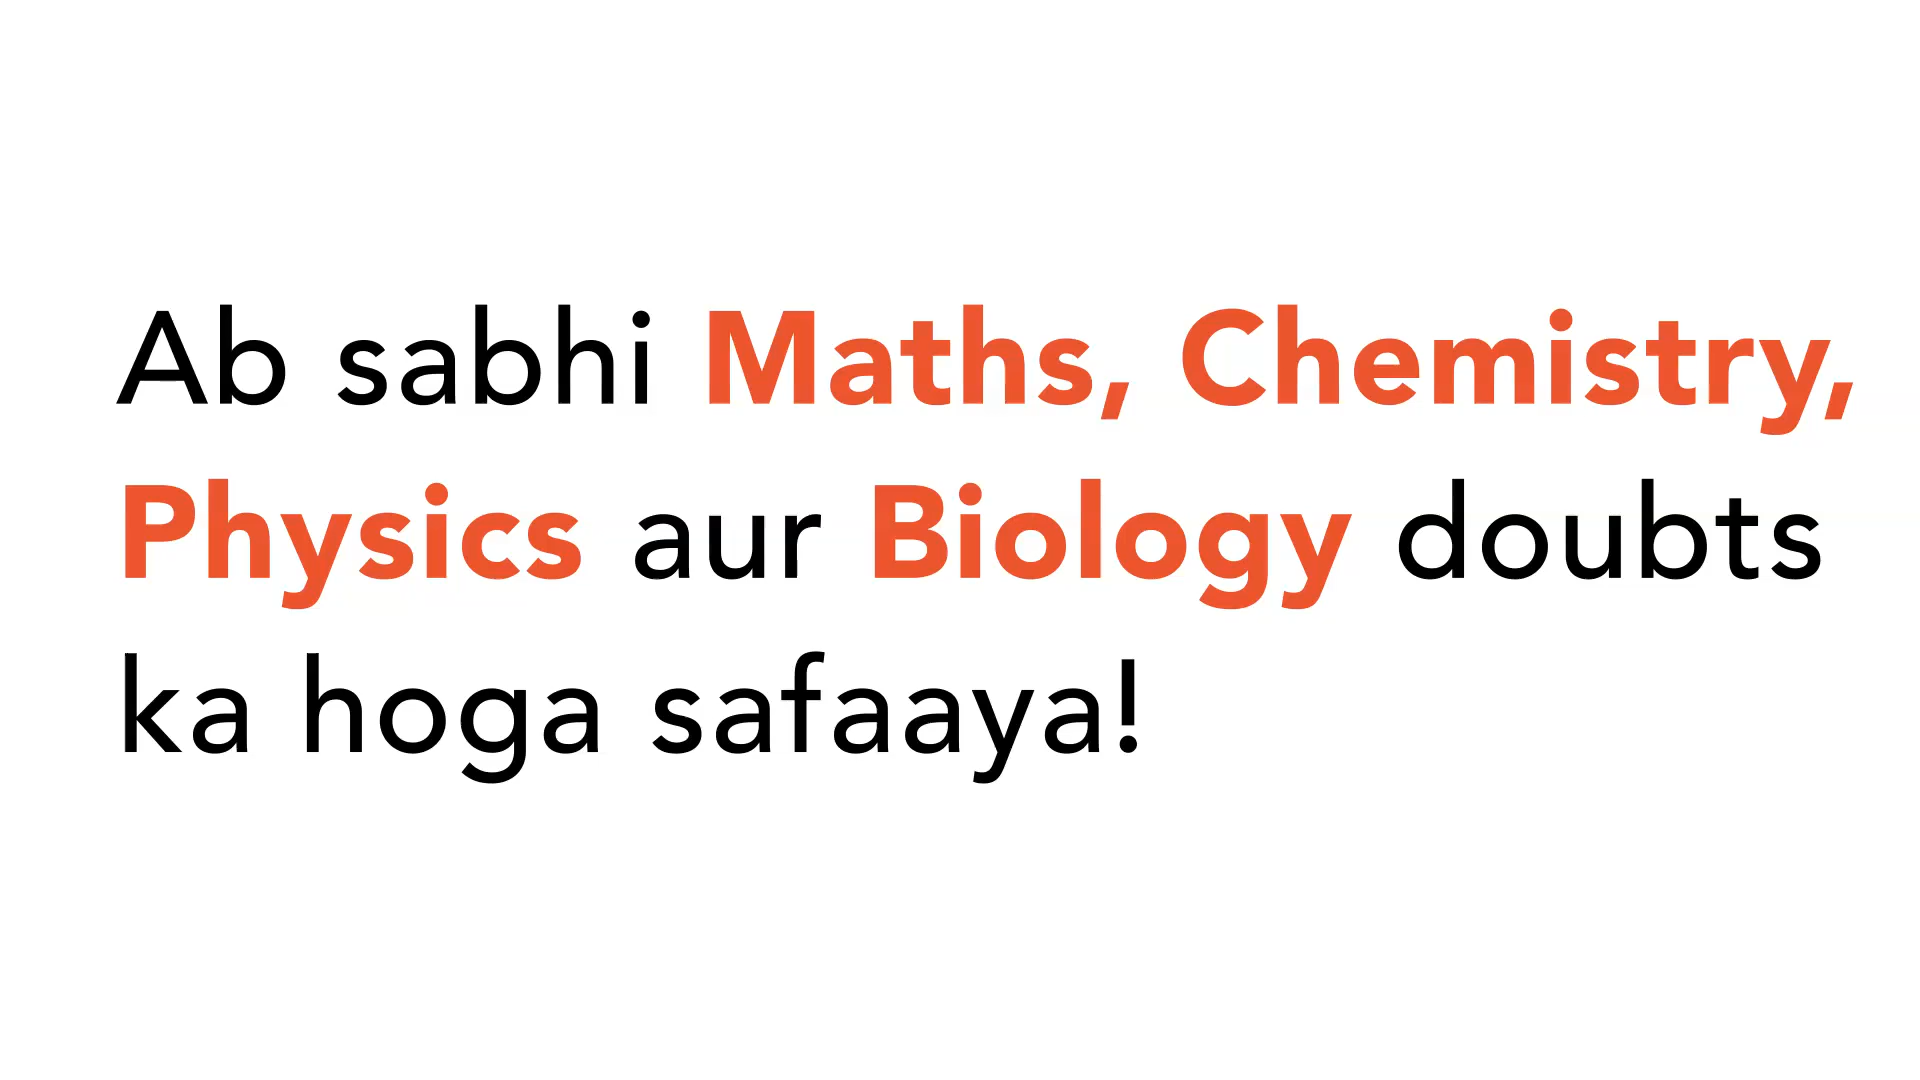 Ab sabhi Maths, Chemistry,
Physics aur Biology doubts
ka hoga safaaya!